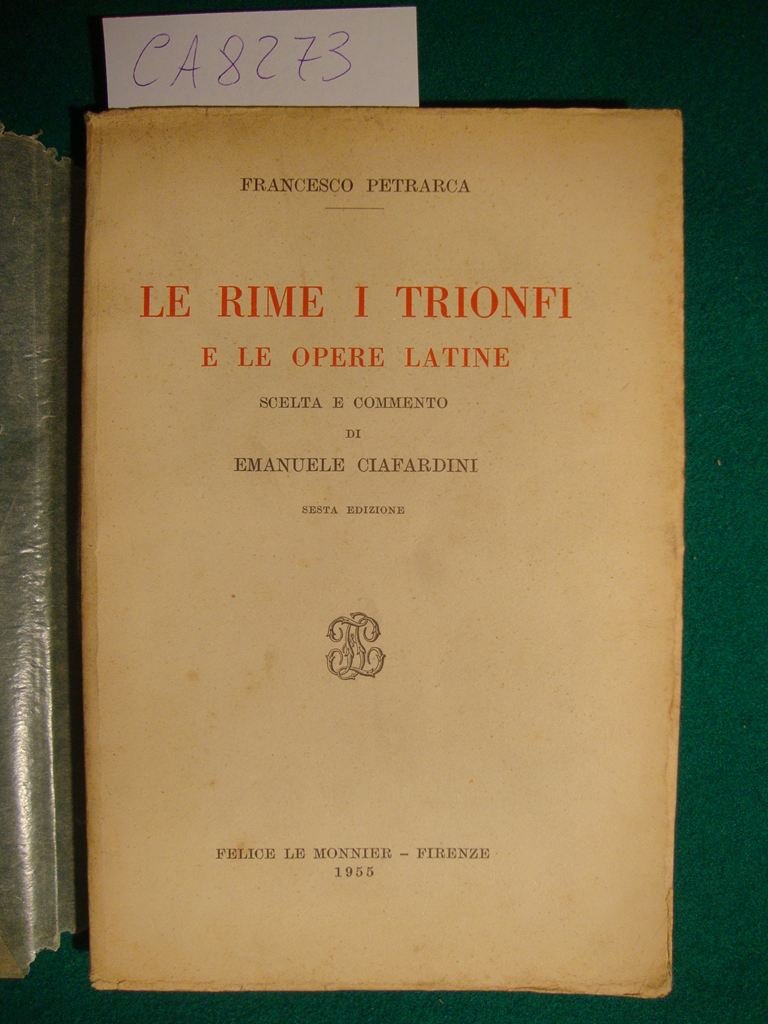 CA8273
FRANCESCO PETRARCA
LE RIME I TRIONFI
E LE OPERE LATINE
SCELTA E COMMENTO
DI
EMANUELE CIAFARDINI
SESTA EDIZIONE
FELICE LE MONNIER – FIRENZE
1955